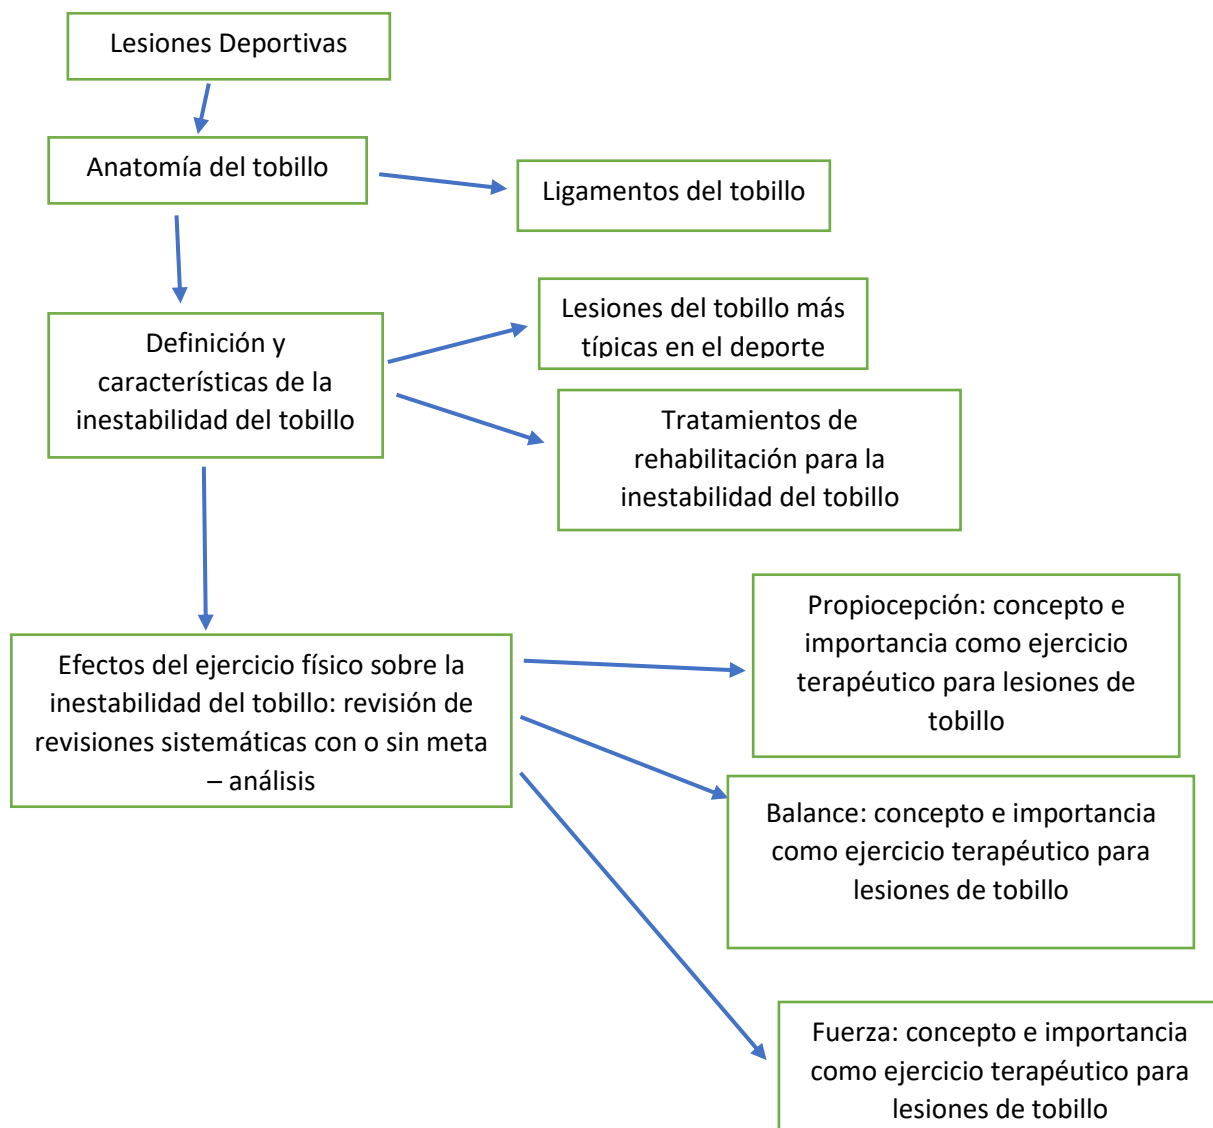 Lesiones Deportivas
Anatomía del tobillo
Ligamentos del tobillo
Lesiones del tobillo más
típicas en el deporte
Definición y
características de la
inestabilidad del tobillo
Tratamientos de
rehabilitación para la
inestabilidad del tobillo
Propiocepción: concepto e
importancia como ejercicio
terapéutico para lesiones de
tobillo
Efectos del ejercicio físico sobre la
inestabilidad del tobillo: revisión de
revisiones sistemáticas con o sin meta
– análisis
Balance: concepto e importancia
como ejercicio terapéutico para
lesiones de tobillo
Fuerza: concepto e importancia
como ejercicio terapéutico para
lesiones de tobillo